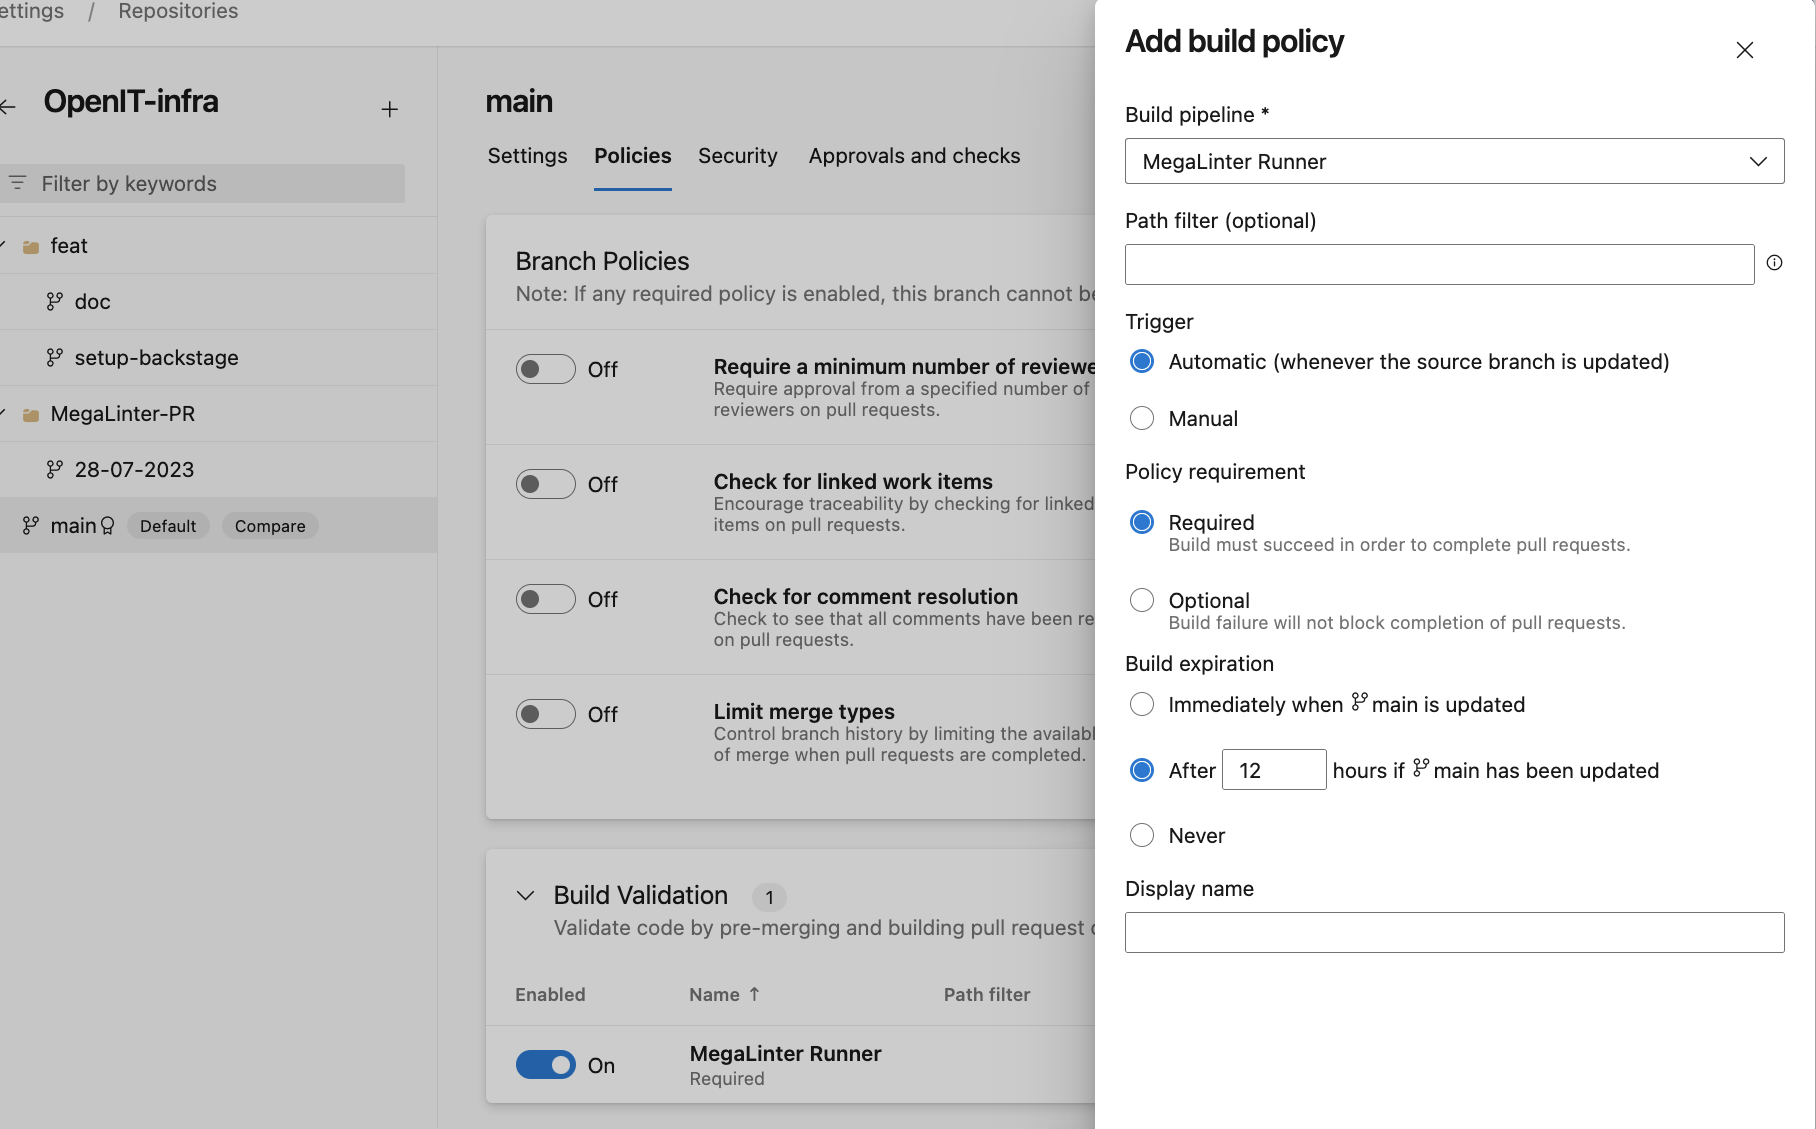 ettings / Repositories
OpenIT-infra
Filter by keywords
feat
doc
setup-backstage
MegaLinter-PR
28-07-2023
main Default Compare
main
Settings Policies Security Approvals and checks
Branch Policies
Note: If any required policy is enabled, this branch cannot be
Off Require a minimum number of reviewe
Require approval from a specified number of
reviewers on pull requests.
Off Check for linked work items
Encourage traceability by checking for linked
items on pull requests.
Off Check for comment resolution
Check to see that all comments have been re
on pull requests.
Off Limit merge types
Control branch history by limiting the availabl
of merge when pull requests are completed.
Build Validation 1
Validate code by pre-merging and building pull request c
Enabled Name ↑ Path filter
On MegaLinter Runner
Required
Add build policy
Build pipeline *
MegaLinter Runner
Path filter (optional)
Trigger
Automatic (whenever the source branch is updated)
Manual
Policy requirement
Required
Build must succeed in order to complete pull requests.
Optional
Build failure will not block completion of pull requests.
Build expiration
Immediately when main is updated
After 12 hours if main has been updated
Never
Display name